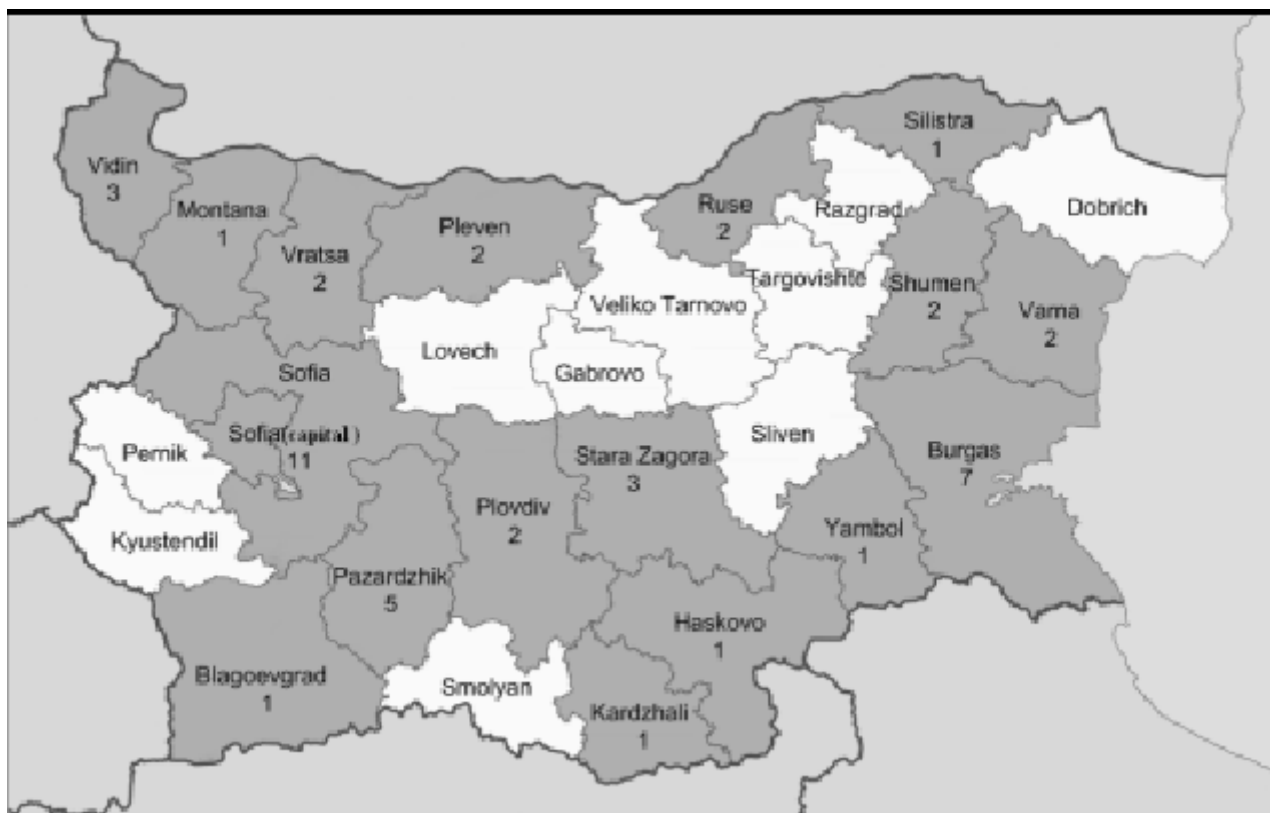 Silistra
1
Vidin
3
Dobrich
Montana
1
Ruse
2
Razgrad
Pleven
2
Vratsa
2
Targovishte
Shumen
2
Veliko Tarnovo
Varna
2
Lovech
Gabrovo
Sofia
Sofia(capital )
11
Sliven
Pernik
Stara Zagora
3
Burgas
7
Plovdiv
2
Yambol
1
Kyustendil
Pazardzhik
5
Haskovo
1
Blagoevgrad
1
Smolyan
Kardzhali
1